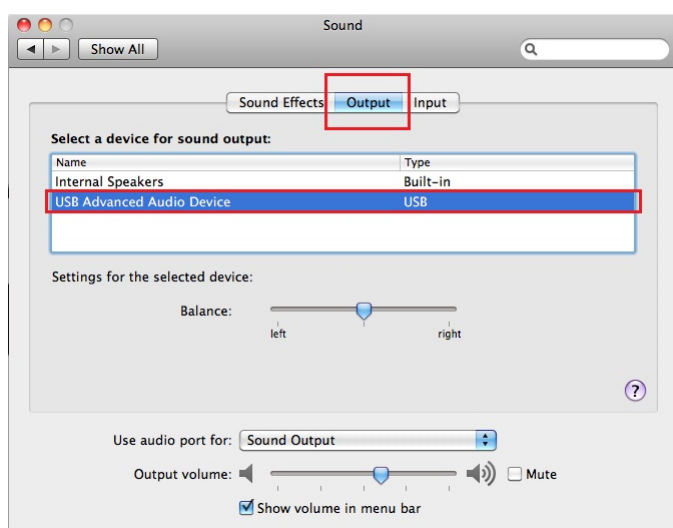 Sound
Show All
Sound Effects Output Input
Select a device for sound output:
Name Type
Internal Speakers Built-in
USB Advanced Audio Device USB
Settings for the selected device:
Balance:
left right
?
Use audio port for: Sound Output
Output volume: Mute
Show volume in menu bar